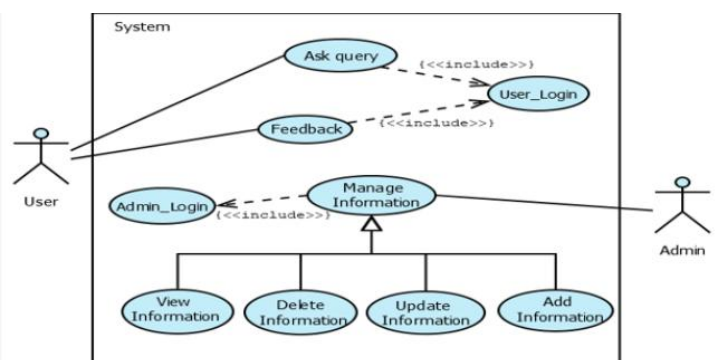 System
Ask query
{<<include>>}
User_Login
Feedback
{<<include>>}
User
Manage
Information
Admin_Login
{<<include>>}
Admin
View
Information
Delete
Information
Update
Information
Add
Information